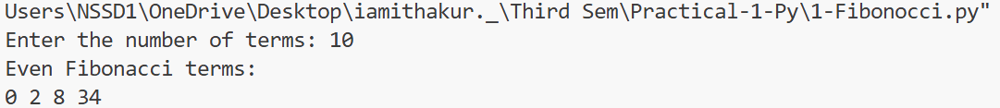 Users\NSSD1\OneDrive\Desktop\iamithakur._\Third Sem\Practical-1-Py\1-Fibonocci.py"
Enter the number of terms: 10
Even Fibonacci terms:
0 2 8 34